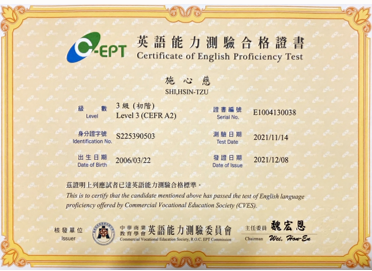 C-EPT
英語能力測驗合格證書
Certificate of English Proficiency Test
施心慈
SHI,HSIN-TZU
級數 3 級 (初階)
Level Level 3 (CEFR A2)
證書編號 E1004130038
Serial No.
身分證字號 S225390503
Identification No.
測驗日期 2021/11/14
Test Date
出生日期 2006/03/22
Date of Birth
發證日期 2021/12/08
Date of Issue
茲證明上列應試者已達英語能力測驗合格標準。
This is to certify that the candidate mentioned above has passed the test of English language
proficiency offered by Commercial Vocational Education Society (CVES).
核發單位
Issuer
中華商業教育學會 英語能力測驗委員會
Commercial Vocational Education Society, R.O.C. EPT Commission
主任委員 魏宏恩
Chairman Wei, Hon-En